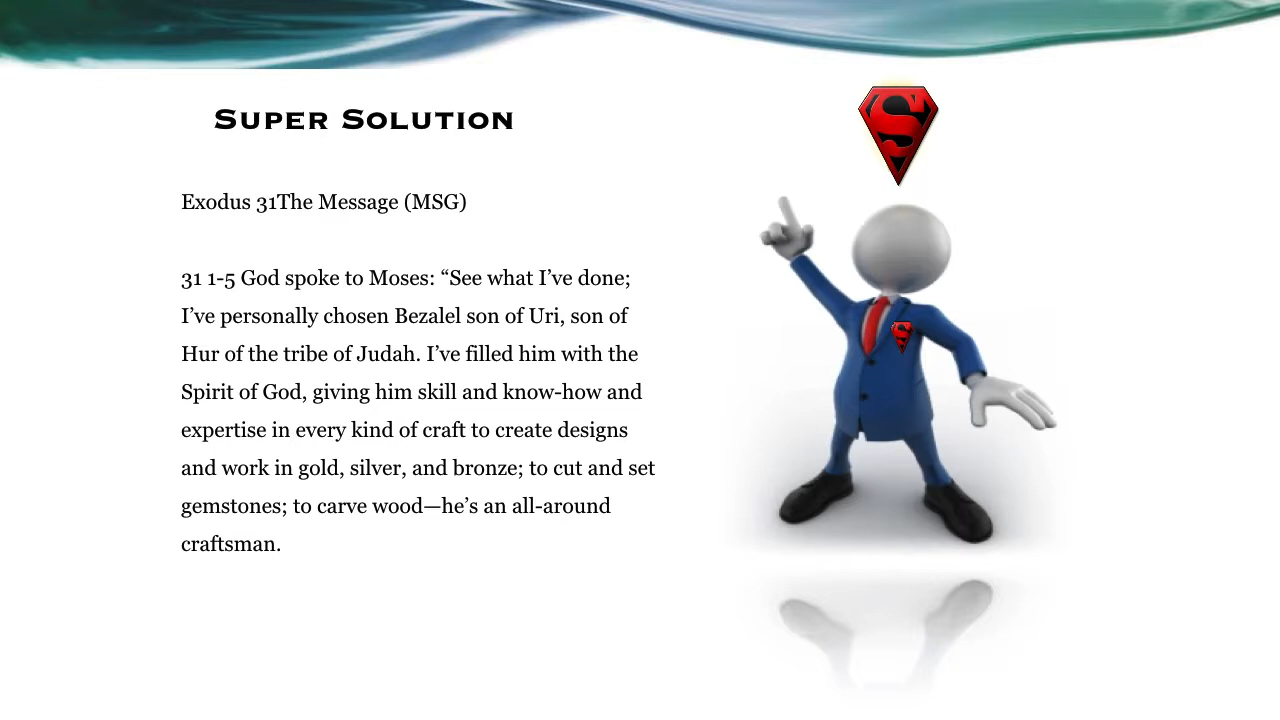 Super Solution
Exodus 31The Message (MSG)
31 1-5 God spoke to Moses: “See what I’ve done;
I’ve personally chosen Bezalel son of Uri, son of
Hur of the tribe of Judah. I’ve filled him with the
Spirit of God, giving him skill and know-how and
expertise in every kind of craft to create designs
and work in gold, silver, and bronze; to cut and set
gemstones; to carve wood—he’s an all-around
craftsman.
S
S